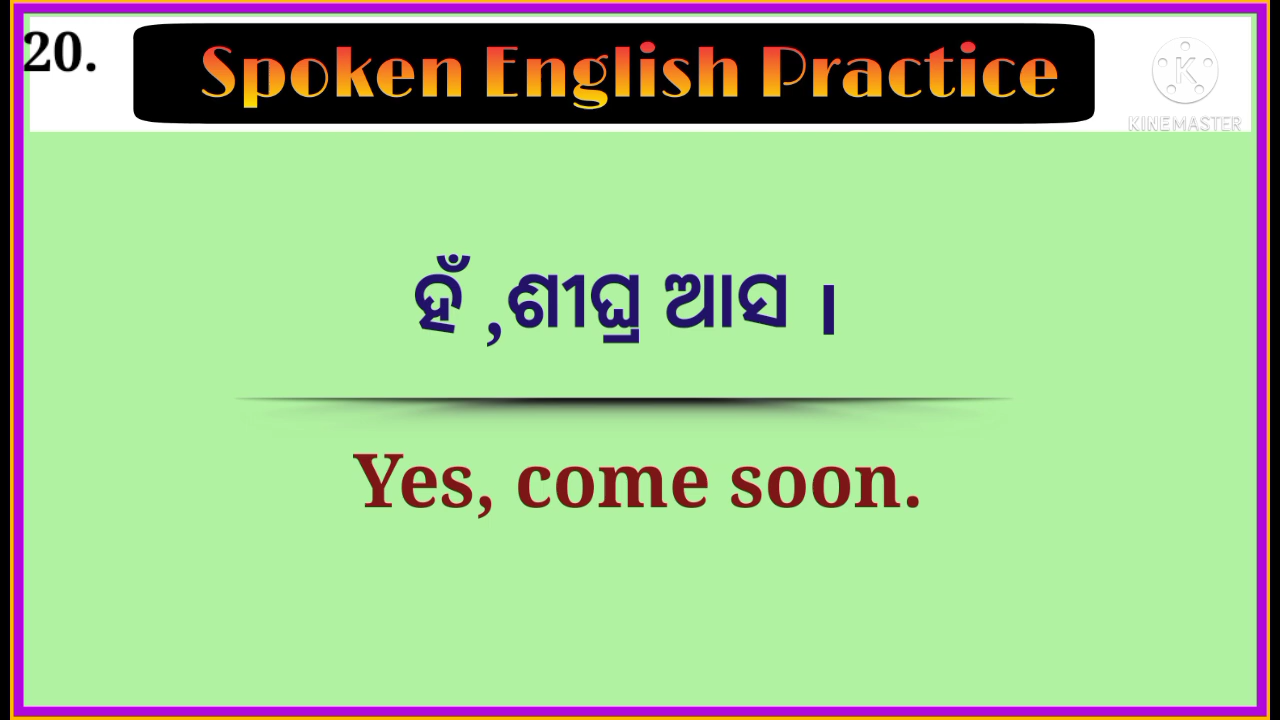 20.
Spoken English Practice
K
KINEMASTER
ହଁ ,ଶୀଘ୍ର ଆସ ।
Yes, come soon.